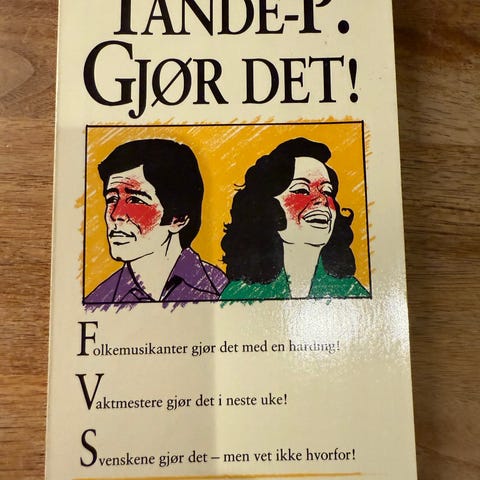 TANDE-P.
GJØR DET!
Folkemusikanter gjør det med en harding!
Vaktmestere gjør det i neste uke!
Svenskene gjør det – men vet ikke hvorfor!